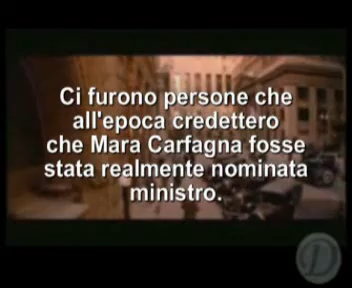 Ci furono persone che
all'epoca credettero
che Mara Carfagna fosse
stata realmente nominata
ministro.